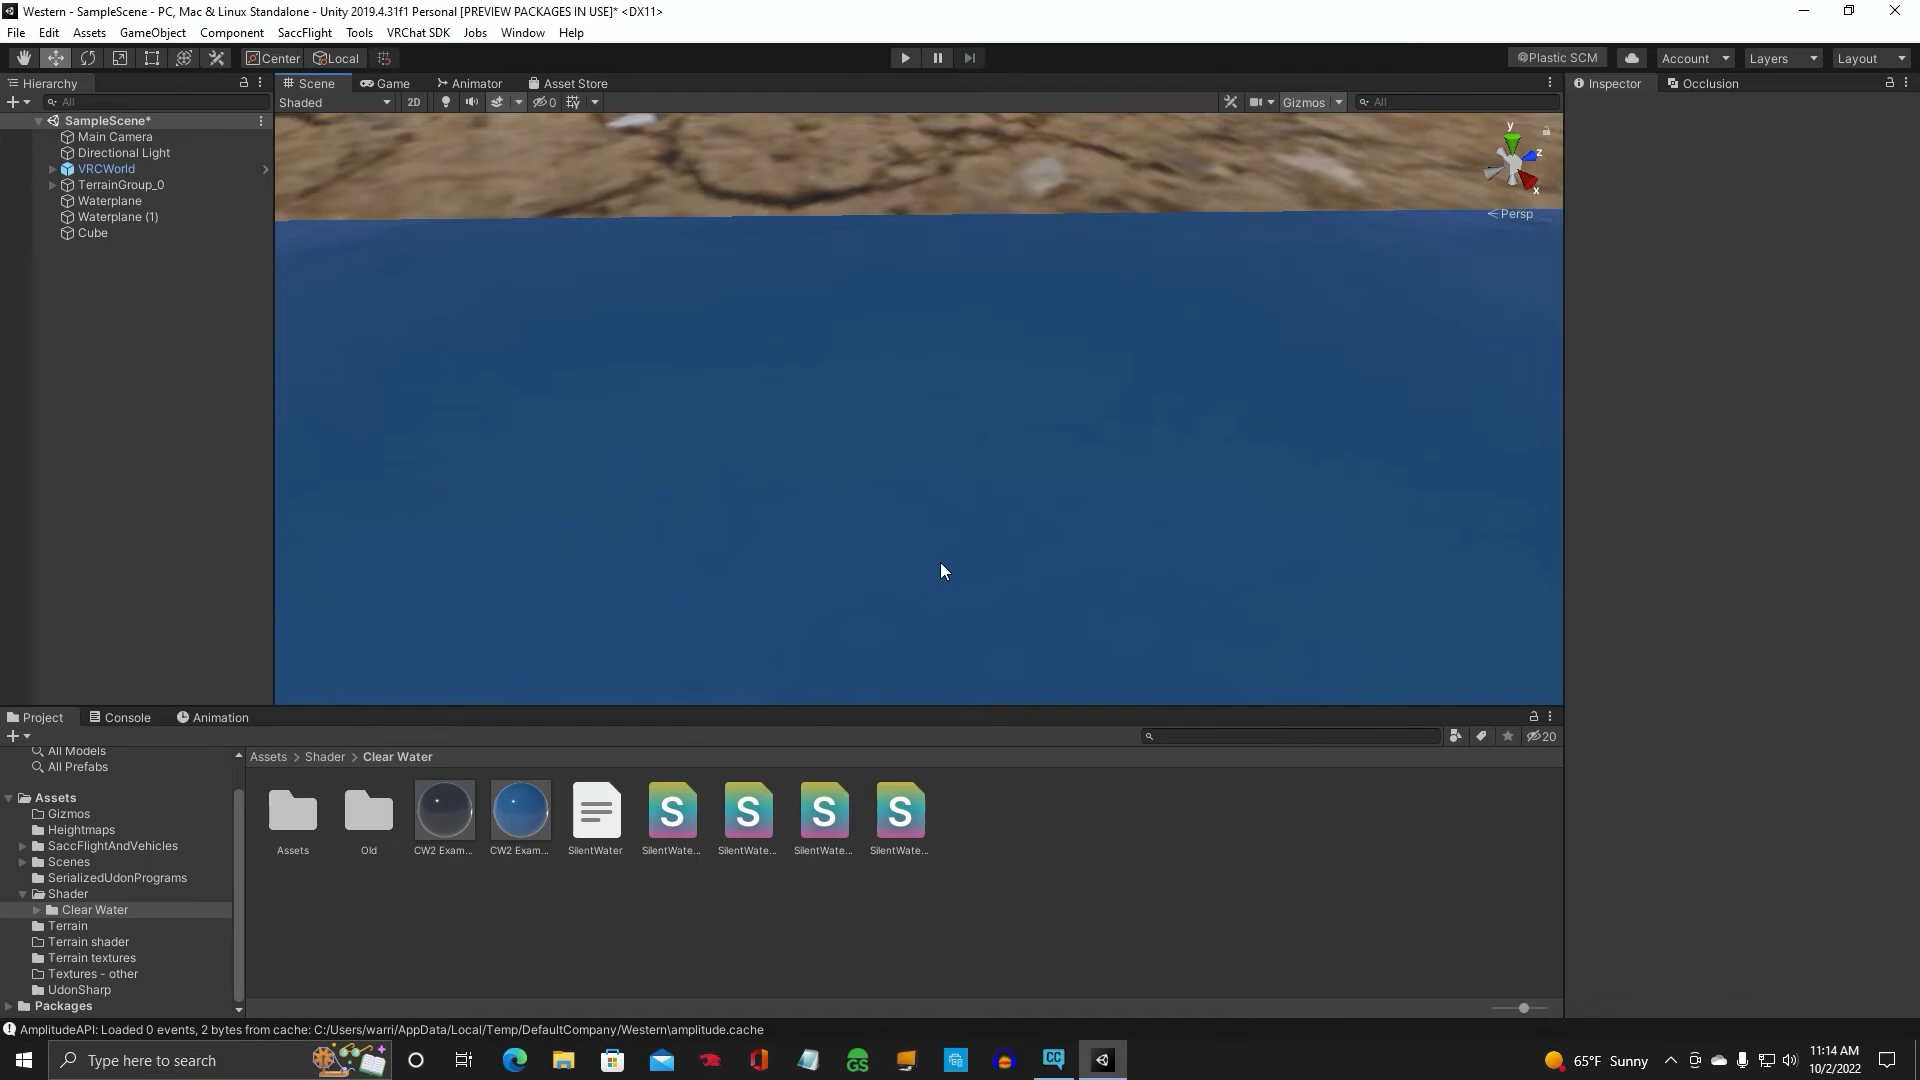 Western - SampleScene - PC, Mac & Linux Standalone - Unity 2019.4.31f1 Personal [PREVIEW PACKAGES IN USE]* <DX11>
File Edit Assets GameObject Component SaccFlight Tools VRChat SDK Jobs Window Help
Center Local Plastic SCM Account Layers Layout
Hierarchy Scene Game Animator Asset Store Inspector Occlusion
All Shaded 2D 0 Gizmos All
SampleScene*
Main Camera
Directional Light
VRCWorld
TerrainGroup_0
Waterplane
Waterplane (1)
Cube
y
z
x
Persp
Project Console Animation
20
All Models
All Prefabs
Assets
Gizmos
Heightmaps
SaccFlightAndVehicles
Scenes
SerializedUdonPrograms
Shader
Clear Water
Terrain
Terrain shader
Terrain textures
Textures - other
UdonSharp
Packages
Assets > Shader > Clear Water
S S S S
Assets Old CW2 Exam... CW2 Exam... SilentWater SilentWate... SilentWate... SilentWate... SilentWate...
AmplitudeAPI: Loaded 0 events, 2 bytes from cache: C:/Users/warri/AppData/Local/Temp/DefaultCompany/Western\amplitude.cache
Type here to search
GS
CC
65°F Sunny
11:14 AM
10/2/2022